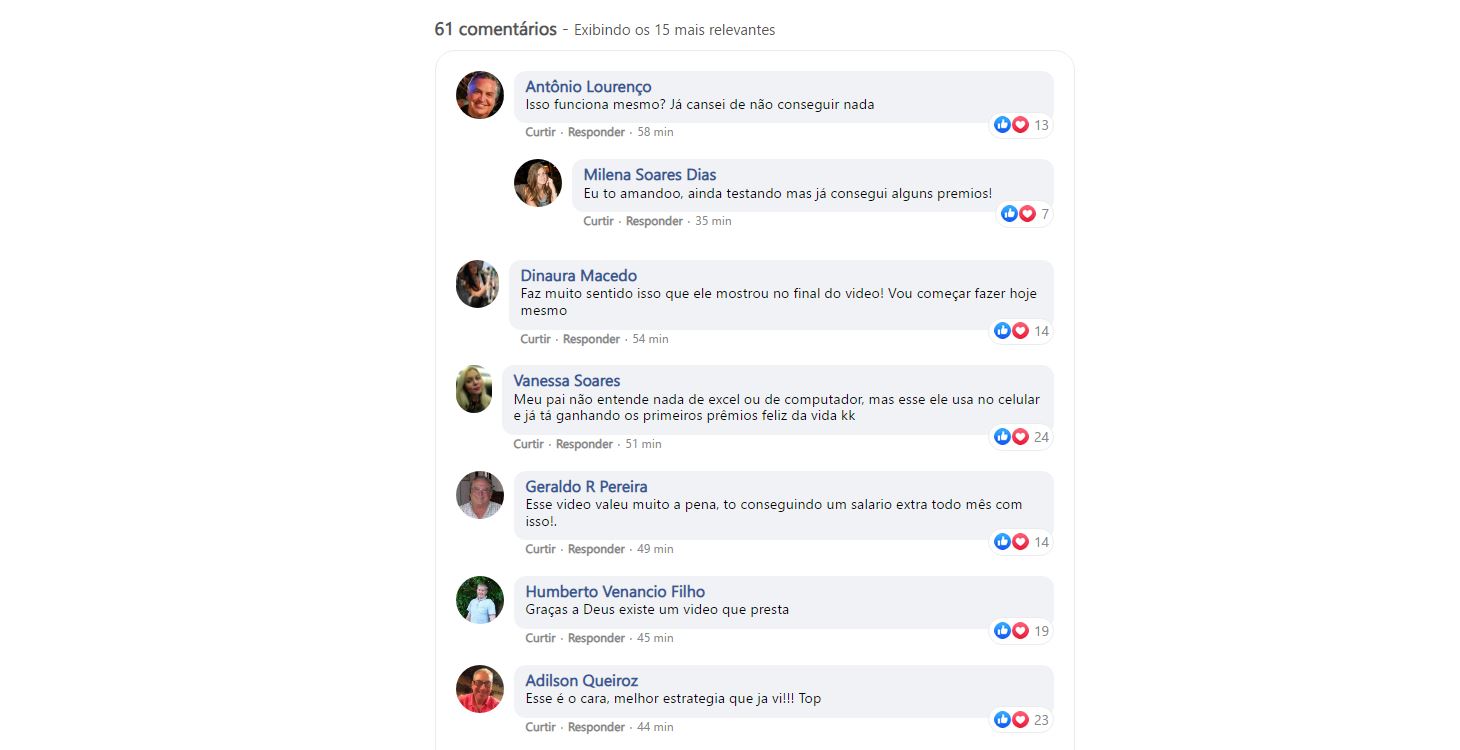 61 comentários - Exibindo os 15 mais relevantes
Antônio Lourenço
Isso funciona mesmo? Já cansei de não conseguir nada
13
Curtir · Responder · 58 min
Milena Soares Dias
Eu to amandoo, ainda testando mas já consegui alguns premios!
7
Curtir · Responder · 35 min
Dinaura Macedo
Faz muito sentido isso que ele mostrou no final do video! Vou começar fazer hoje
mesmo
14
Curtir · Responder · 54 min
Vanessa Soares
Meu pai não entende nada de excel ou de computador, mas esse ele usa no celular
e já tá ganhando os primeiros prêmios feliz da vida kk
24
Curtir · Responder · 51 min
Geraldo R Pereira
Esse video valeu muito a pena, to conseguindo um salario extra todo mês com
isso!.
14
Curtir · Responder · 49 min
Humberto Venancio Filho
Graças a Deus existe um video que presta
19
Curtir · Responder · 45 min
Adilson Queiroz
Esse é o cara, melhor estrategia que ja vi!!! Top
23
Curtir · Responder · 44 min